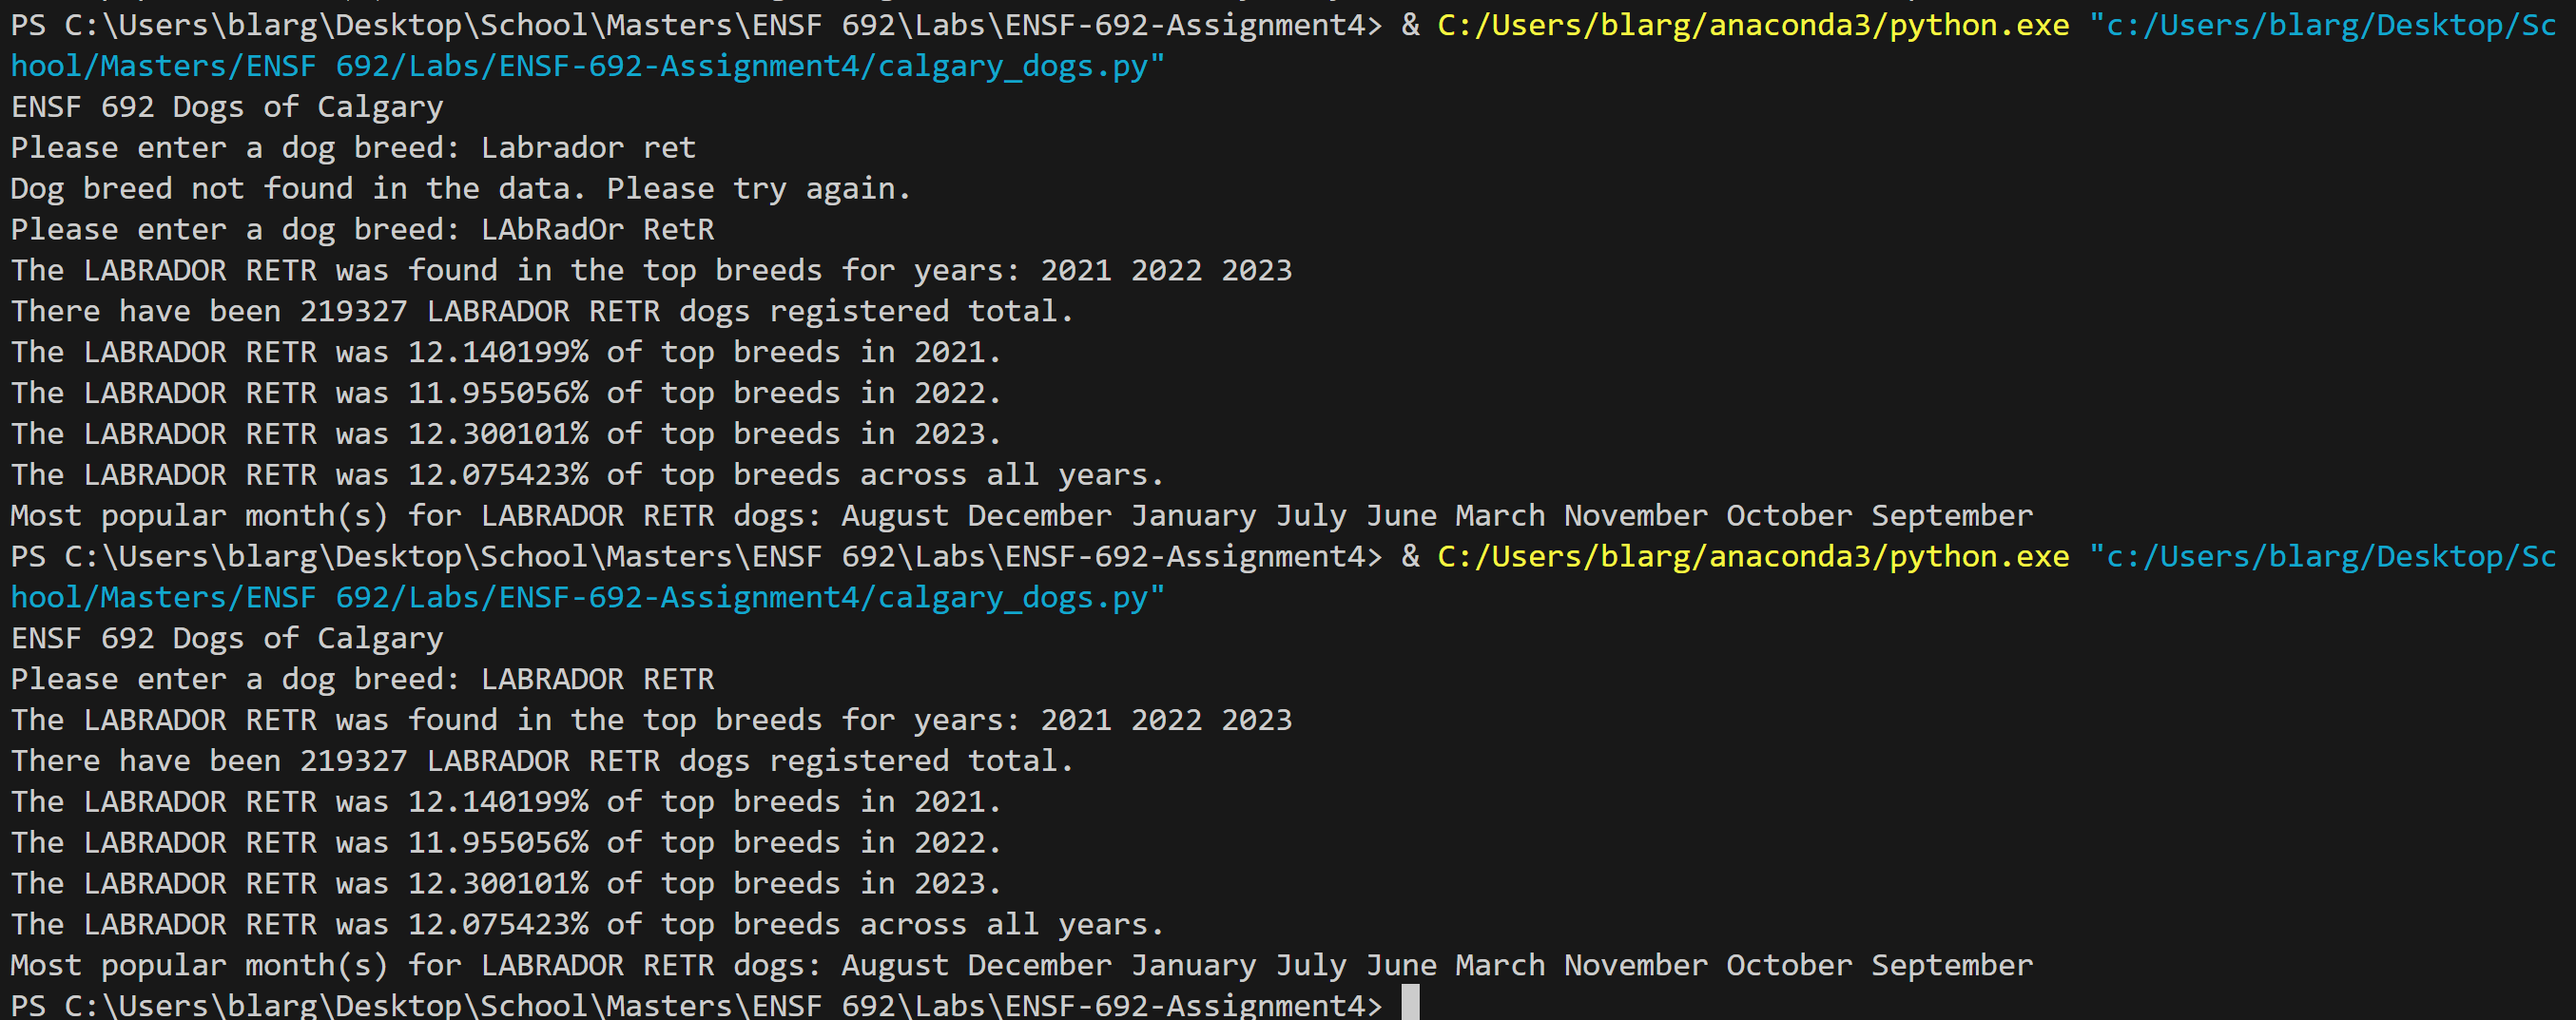 PS C:\Users\blarg\Desktop\School\Masters\ENSF 692\Labs\ENSF-692-Assignment4> & C:/Users/blarg/anaconda3/python.exe "c:/Users/blarg/Desktop/Sc
hool/Masters/ENSF 692/Labs/ENSF-692-Assignment4/calgary_dogs.py"
ENSF 692 Dogs of Calgary
Please enter a dog breed: Labrador ret
Dog breed not found in the data. Please try again.
Please enter a dog breed: LAbRadOr RetR
The LABRADOR RETR was found in the top breeds for years: 2021 2022 2023
There have been 219327 LABRADOR RETR dogs registered total.
The LABRADOR RETR was 12.140199% of top breeds in 2021.
The LABRADOR RETR was 11.955056% of top breeds in 2022.
The LABRADOR RETR was 12.300101% of top breeds in 2023.
The LABRADOR RETR was 12.075423% of top breeds across all years.
Most popular month(s) for LABRADOR RETR dogs: August December January July June March November October September
PS C:\Users\blarg\Desktop\School\Masters\ENSF 692\Labs\ENSF-692-Assignment4> & C:/Users/blarg/anaconda3/python.exe "c:/Users/blarg/Desktop/Sc
hool/Masters/ENSF 692/Labs/ENSF-692-Assignment4/calgary_dogs.py"
ENSF 692 Dogs of Calgary
Please enter a dog breed: LABRADOR RETR
The LABRADOR RETR was found in the top breeds for years: 2021 2022 2023
There have been 219327 LABRADOR RETR dogs registered total.
The LABRADOR RETR was 12.140199% of top breeds in 2021.
The LABRADOR RETR was 11.955056% of top breeds in 2022.
The LABRADOR RETR was 12.300101% of top breeds in 2023.
The LABRADOR RETR was 12.075423% of top breeds across all years.
Most popular month(s) for LABRADOR RETR dogs: August December January July June March November October September
PS C:\Users\blarg\Desktop\School\Masters\ENSF 692\Labs\ENSF-692-Assignment4>